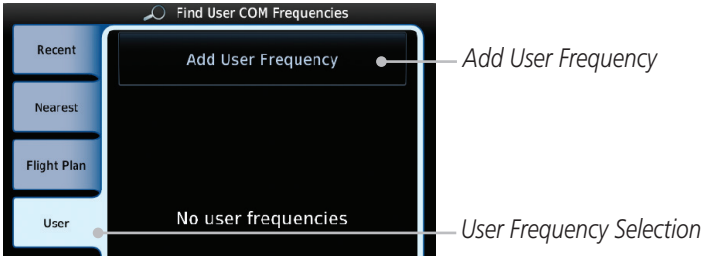 Find User COM Frequencies
Recent
Add User Frequency
Add User Frequency
Nearest
Flight Plan
User
No user frequencies
User Frequency Selection